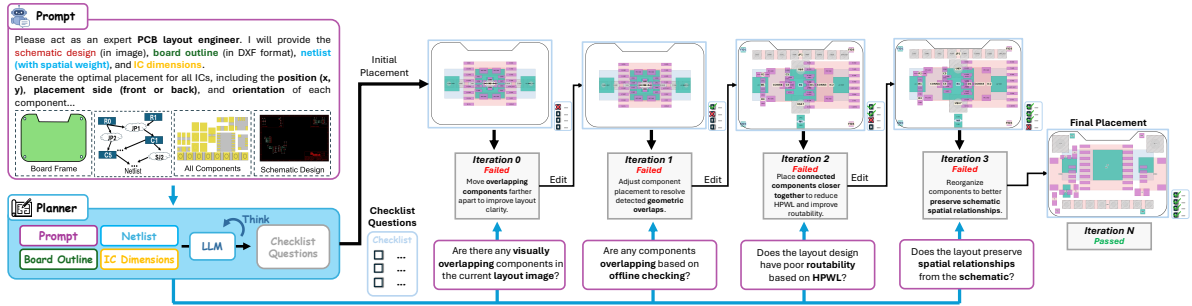 Prompt
Please act as an expert PCB layout engineer. I will provide the
schematic design (in image), board outline (in DXF format), netlist
(with spatial weight), and IC dimensions.
Generate the optimal placement for all ICs, including the position (x,
y), placement side (front or back), and orientation of each
component...
R0
R1
JP1
JP2
C1
C5
...
SJ2
...
Board Frame
Netlist
All Components
Schematic Design
Planner
Prompt
Netlist
Board Outline
IC Dimensions
LLM
Think
Checklist
Questions
Initial
Placement
Checklist
Questions
Checklist
...
...
...
Iteration 0
Failed
Move overlapping
components farther
apart to improve layout
clarity.
Edit
Iteration 1
Failed
Adjust component
placement to resolve
detected geometric
overlaps.
Edit
Iteration 2
Failed
Place connected
components closer
together to reduce
HPWL and improve
routability.
Edit
Iteration 3
Failed
Reorganize
components to better
preserve schematic
spatial relationships.
Final Placement
Iteration N
Passed
Are there any visually
overlapping components in
the current layout image?
Are any components
overlapping based on
offline checking?
Does the layout design
have poor routability
based on HPWL?
Does the layout preserve
spatial relationships
from the schematic?